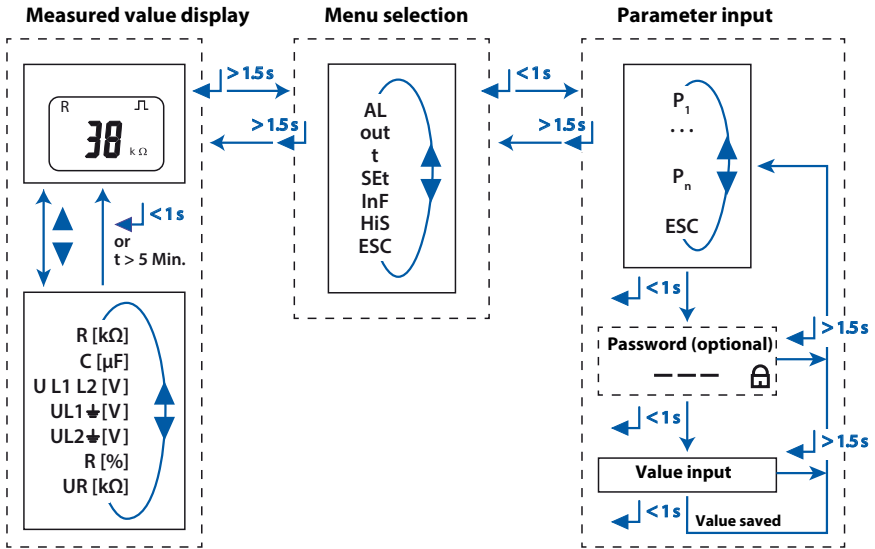 Measured value display
Menu selection
Parameter input
R
38 k Ω
> 1.5 s
> 1.5 s
< 1 s
or
t > 5 Min.
R [kΩ]
C [µF]
U L1 L2 [V]
UL1⏚[V]
UL2⏚[V]
R [%]
UR [kΩ]
AL
out
t
SEt
InF
HiS
ESC
< 1 s
> 1.5 s
P1
...
Pn
ESC
< 1 s
> 1.5 s
Password (optional)
– – –
< 1 s
> 1.5 s
Value input
< 1 s
Value saved